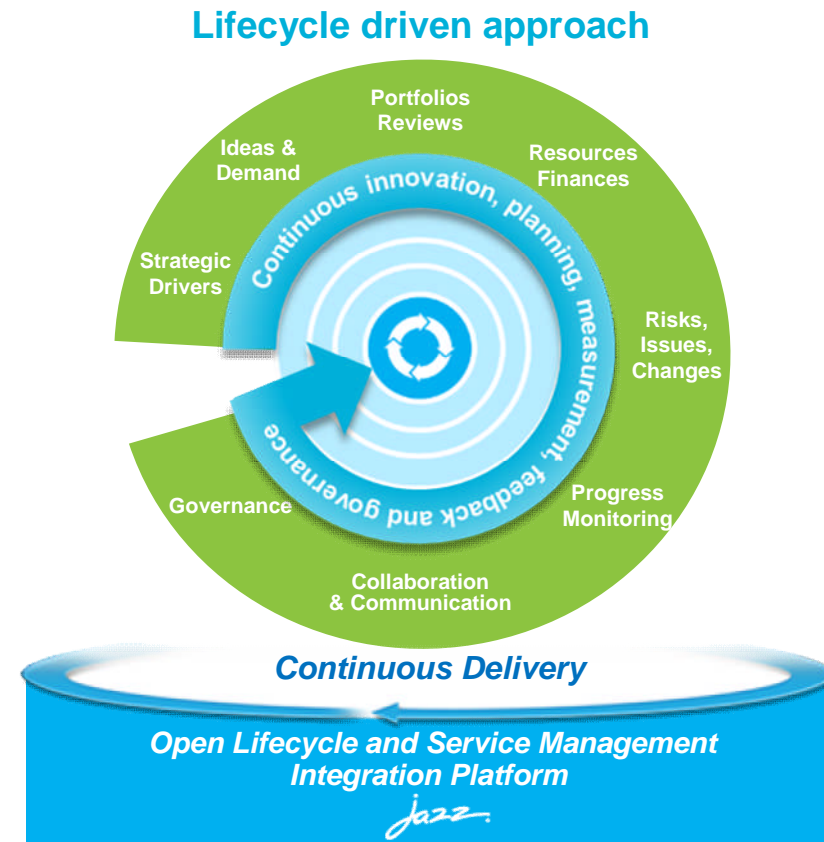 Lifecycle driven approach
Portfolios
Reviews
Ideas &
Demand
Resources
Finances
Strategic
Drivers
Risks,
Issues,
Changes
Progress
Monitoring
Governance
Collaboration
& Communication
Continuous innovation, planning, measurement, feedback and governance
Continuous Delivery
Open Lifecycle and Service Management
Integration Platform
jazz